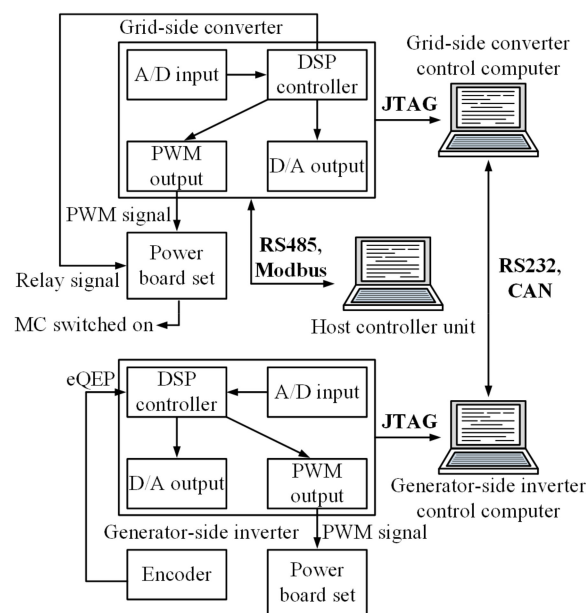 Grid-side converter
A/D input
DSP
controller
PWM
output
D/A output
JTAG
Grid-side converter
control computer
PWM signal
Power
board set
Relay signal
MC switched on
RS485,
Modbus
Host controller unit
RS232,
CAN
eQEP
DSP
controller
A/D input
D/A output
PWM
output
JTAG
Generator-side inverter
control computer
Generator-side inverter
PWM signal
Encoder
Power
board set